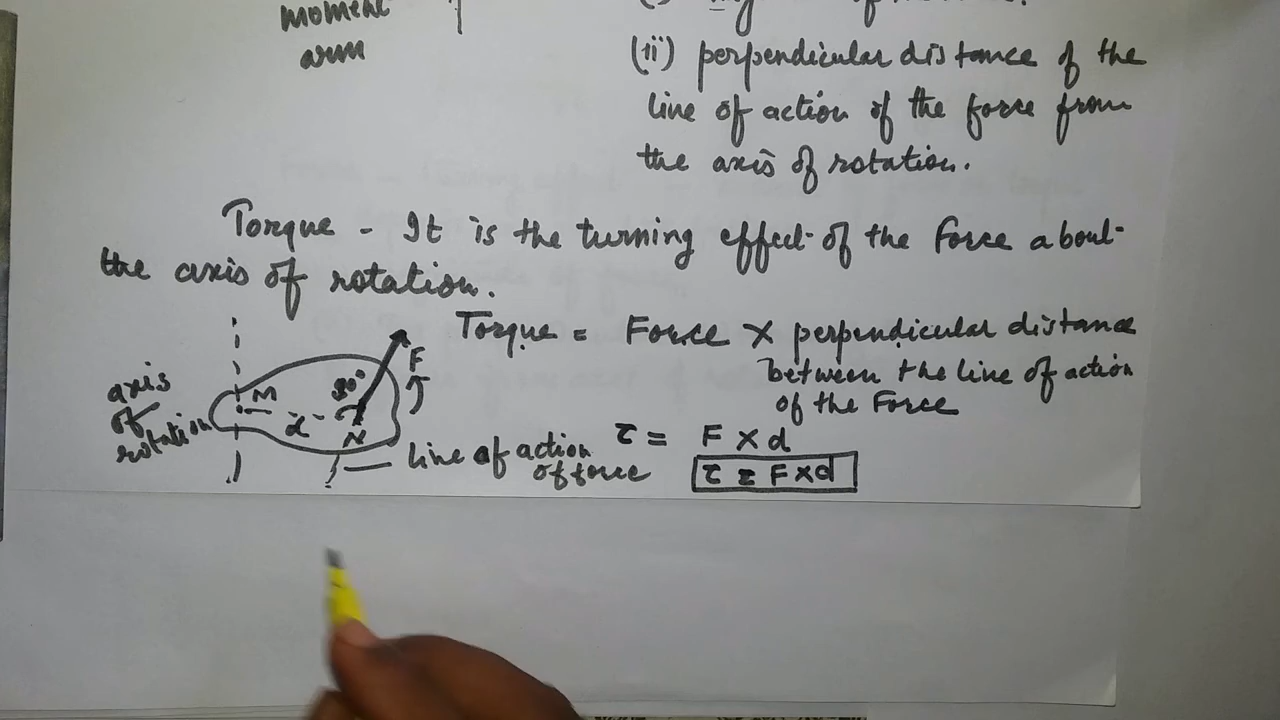 moment
arm
(ii) perpendicular distance of the
line of action of the force from
the axis of rotation.
Torque - It is the turning effect of the Force about
the axis of rotation.
Torque = Force X perpendicular distance
between the line of action
of the Force
axis
of
rotation
M
d
90°
N
F
line of action
of force
τ = F X d
τ = F X d